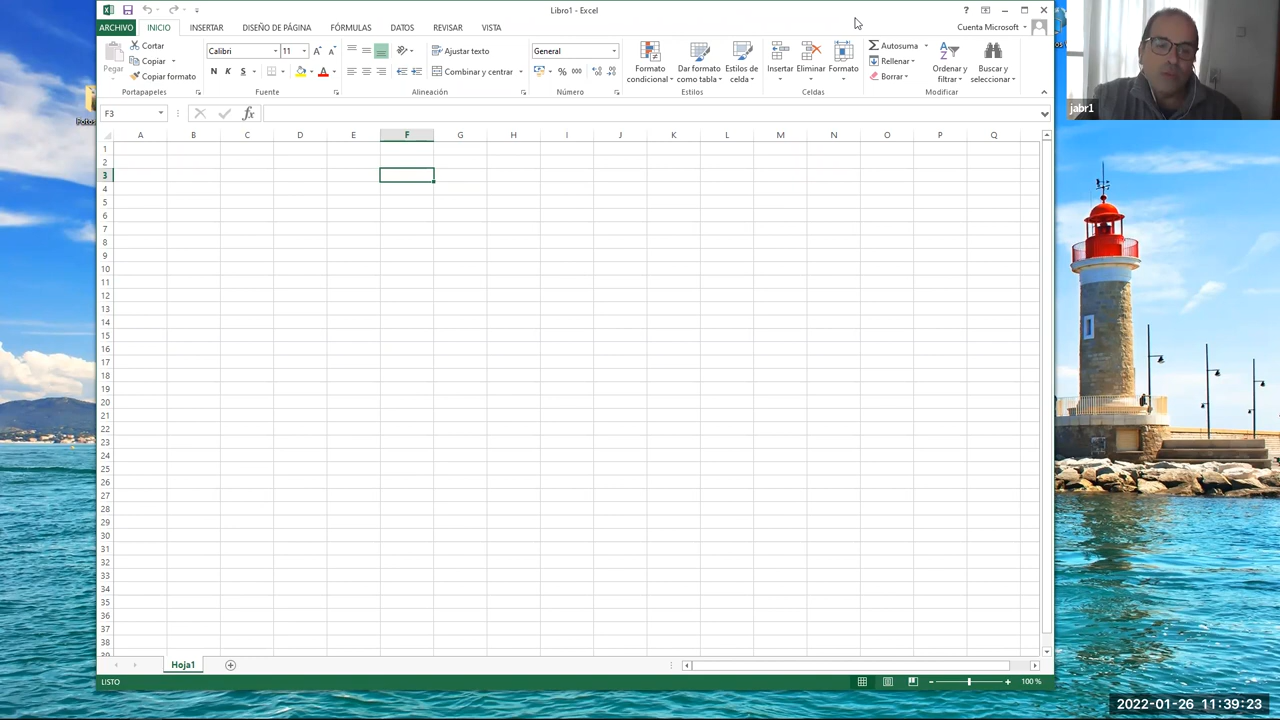 Libro1 - Excel
ARCHIVO INICIO INSERTAR DISEÑO DE PÁGINA DATOS REVISAR VISTA
Cuenta Microsoft
Pegar
Cortar
Copiar
Copiar formato
Portapapeles
Calibri 11
N K S
Fuente
Ajustar texto
Combinar y centrar
Alineación
General
% 000
Número
Formato condicional
Dar formato como tabla
Estilos de celda
Estilos
Insertar Eliminar Formato
Celdas
Autosuma
Rellenar
Borrar
Ordenar y filtrar
Buscar y seleccionar
Modificar
jabr1
F3
fx
A B C D F G H I J K L M N O P Q
1
2
3
4
5
6
7
8
9
10
11
12
13
14
15
16
17
18
19
20
21
22
23
24
25
26
27
28
29
30
31
32
33
34
35
36
37
38
Hoja1
LISTO
100 %
2022-01-26 11:39:23